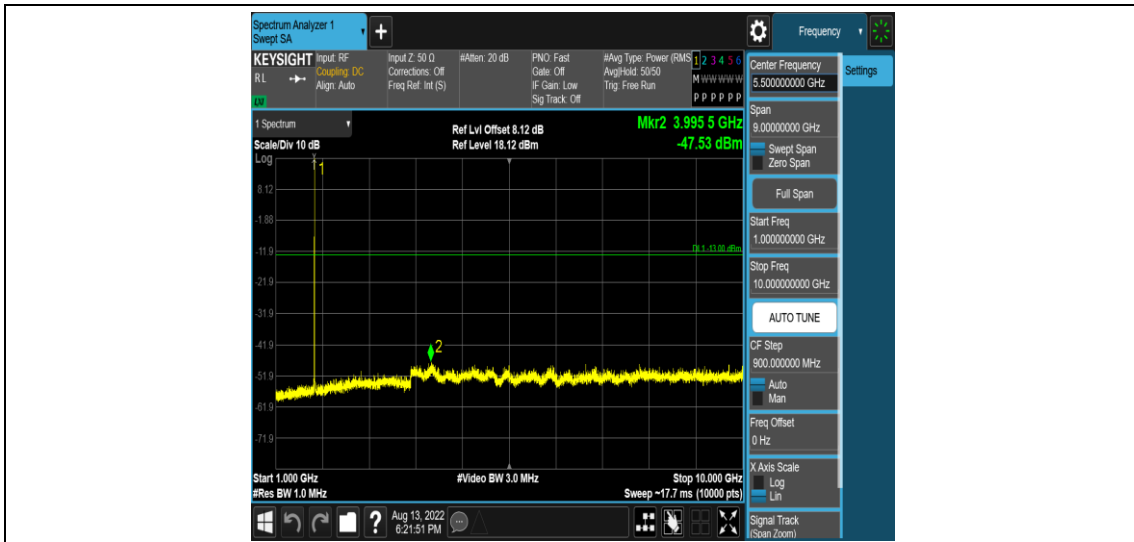 Spectrum Analyzer 1
Swept SA
+
Frequency
KEYSIGHT
RL
LXI
Input: RF
Coupling: DC
Align: Auto
Input Z: 50 Ω
Corrections: Off
Freq Ref: Int (S)
#Atten: 20 dB
PNO: Fast
Gate: Off
IF Gain: Low
Sig Track: Off
#Avg Type: Power (RMS
Avg|Hold: 50/50
Trig: Free Run
1 2 3 4 5 6
M W W W W W
P P P P P P
1 Spectrum
Scale/Div 10 dB
Ref Lvl Offset 8.12 dB
Ref Level 18.12 dBm
Mkr2 3.995 5 GHz
-47.53 dBm
Log
1
8.12
-1.88
-11.9
DL1 -13.00 dBm
-21.9
-31.9
-41.9
2
-51.9
-61.9
-71.9
Start 1.000 GHz
#Video BW 3.0 MHz
Stop 10.000 GHz
#Res BW 1.0 MHz
Sweep ~17.7 ms (10000 pts)
?
Aug 13, 2022
6:21:51 PM
Center Frequency
5.500000000 GHz
Settings
Span
9.00000000 GHz
Swept Span
Zero Span
Full Span
Start Freq
1.000000000 GHz
Stop Freq
10.000000000 GHz
AUTO TUNE
CF Step
900.000000 MHz
Auto
Man
Freq Offset
0 Hz
X Axis Scale
Log
Lin
Signal Track
(Span Zoom)